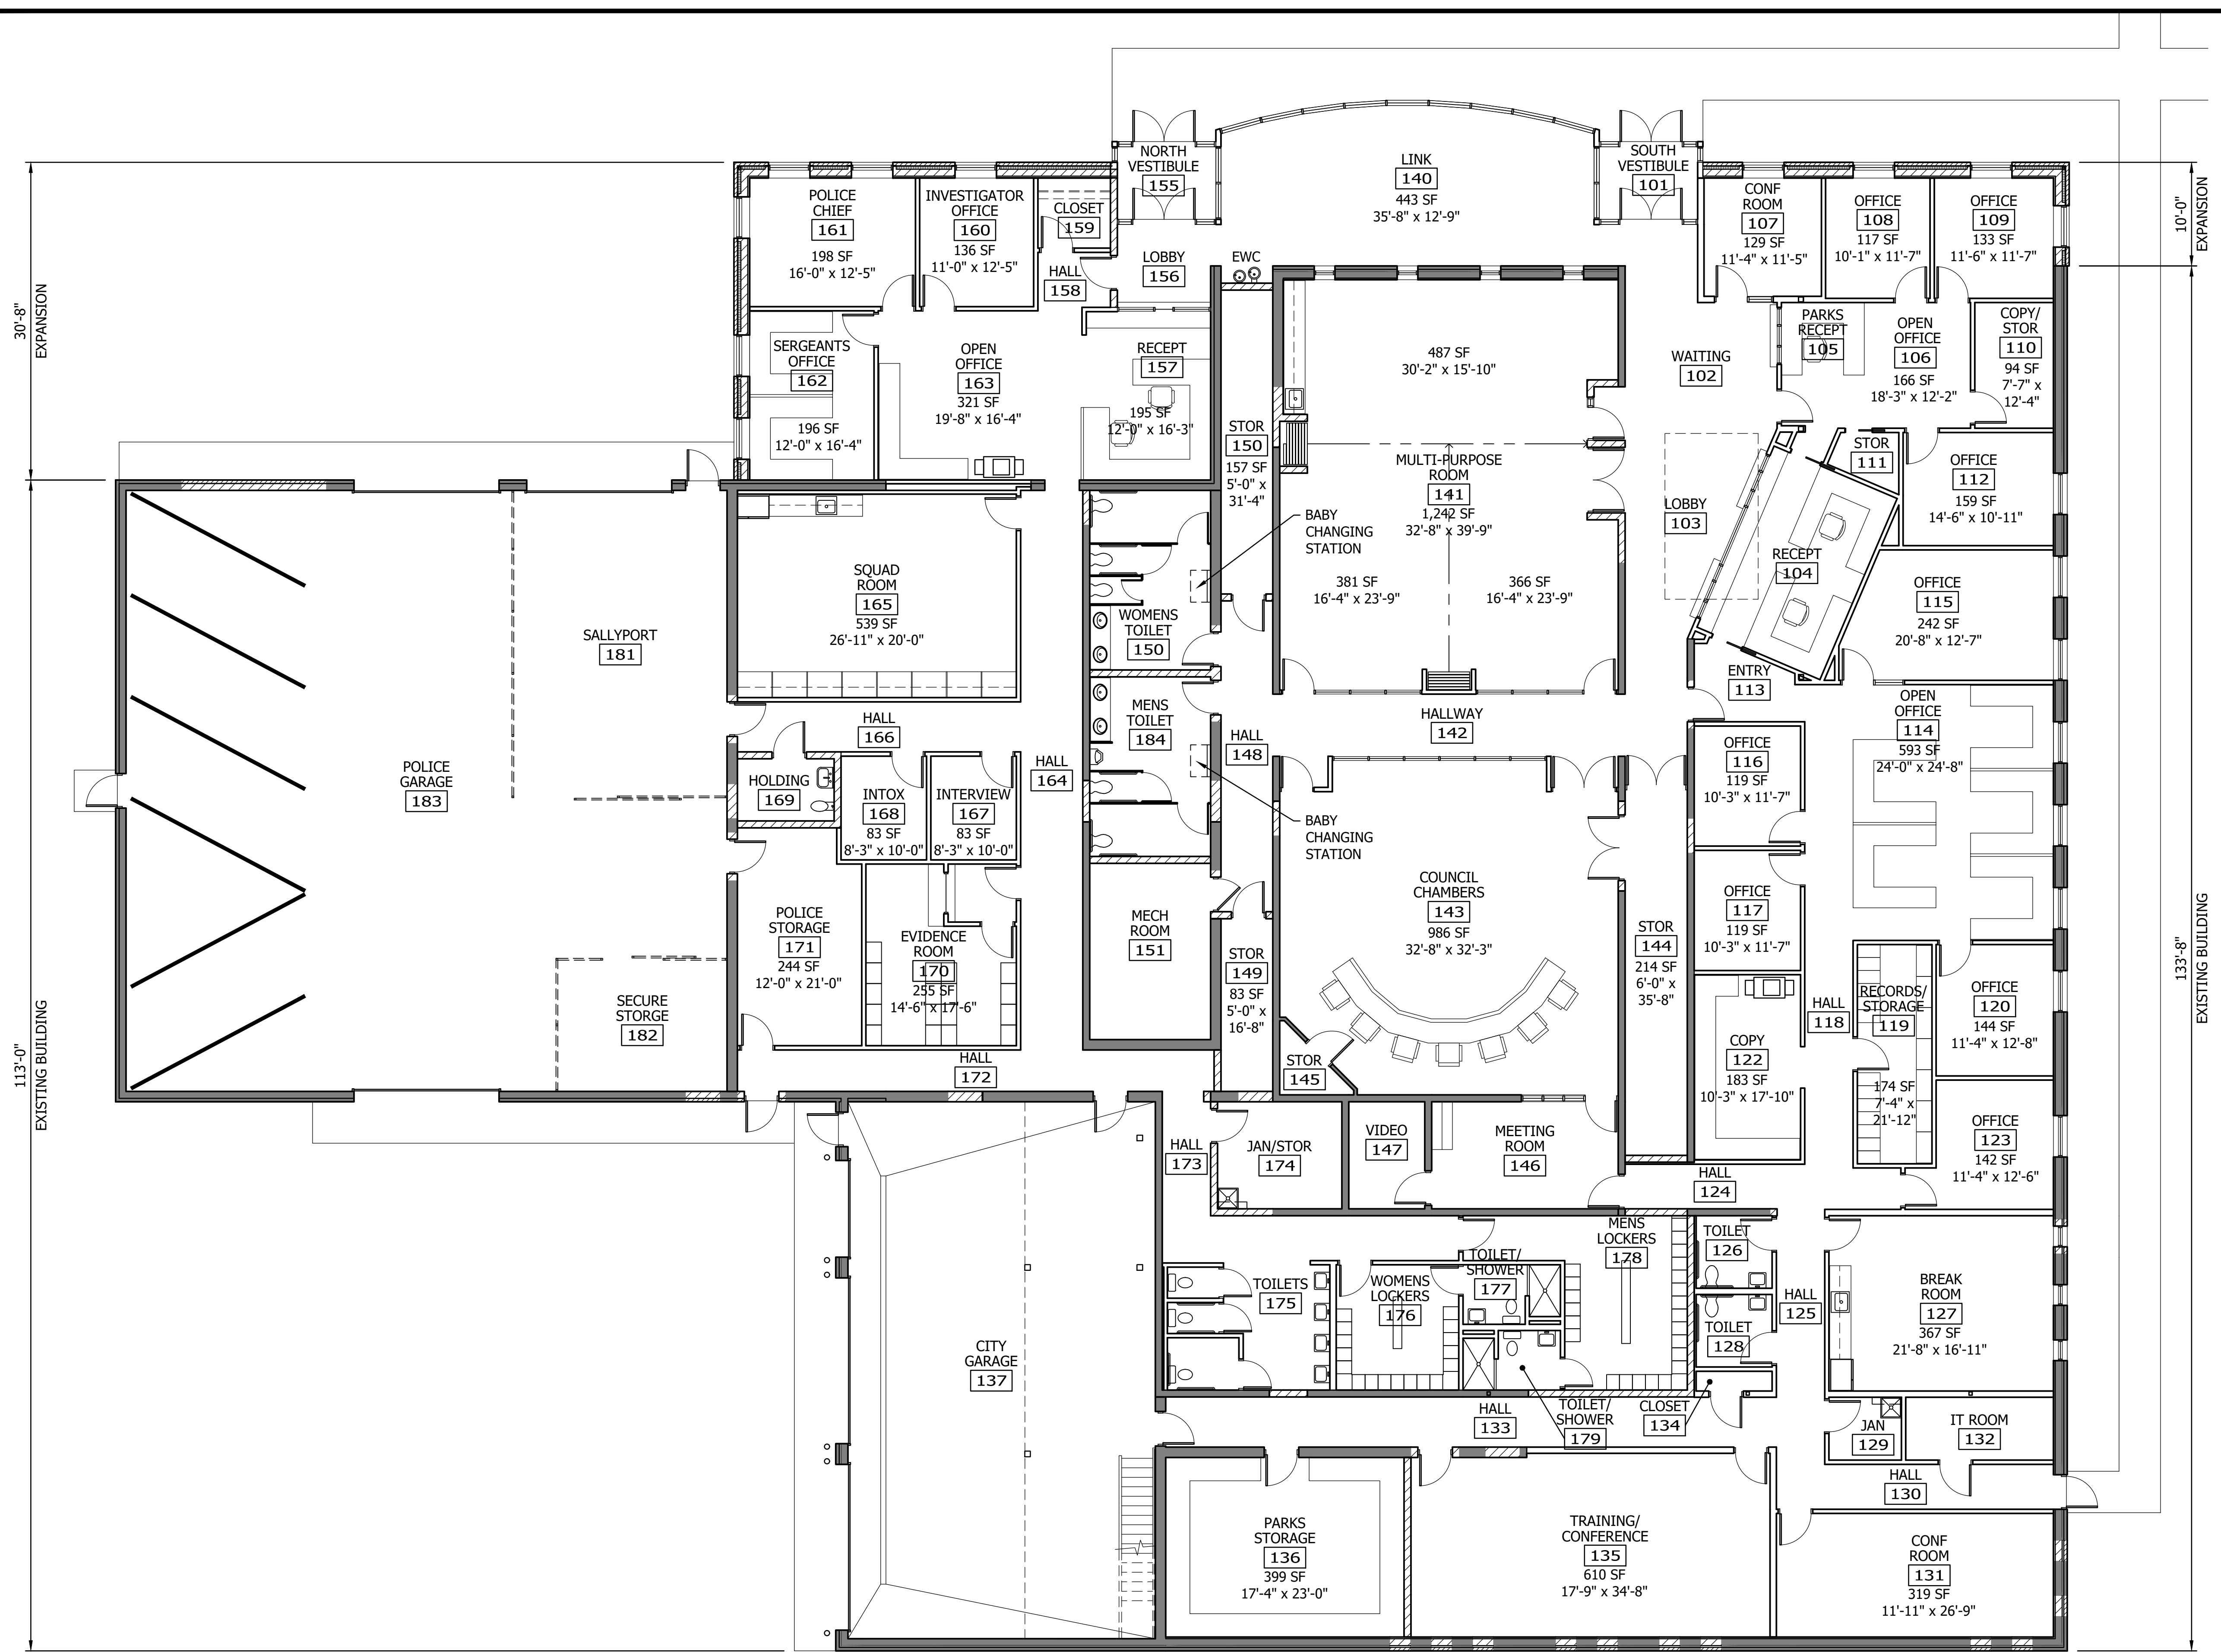 NORTH
VESTIBULE
155
LINK
140
443 SF
35'-8" x 12'-9"
SOUTH
VESTIBULE
101
POLICE
CHIEF
161
198 SF
16'-0" x 12'-5"
INVESTIGATOR
OFFICE
160
136 SF
11'-0" x 12'-5"
CLOSET
159
HALL
158
LOBBY
156
EWC
CONF
ROOM
107
129 SF
11'-4" x 11'-5"
OFFICE
108
117 SF
10'-1" x 11'-7"
OFFICE
109
133 SF
11'-6" x 11'-7"
10'-0"
EXPANSION
30'-8"
EXPANSION
SERGEANTS
OFFICE
162
196 SF
12'-0" x 16'-4"
OPEN
OFFICE
163
321 SF
19'-8" x 16'-4"
RECEPT
157
195 SF
12'-0" x 16'-3"
STOR
150
157 SF
5'-0" x
31'-4"
487 SF
30'-2" x 15'-10"
MULTI-PURPOSE
ROOM
141
1,242 SF
32'-8" x 39'-9"
381 SF
16'-4" x 23'-9"
366 SF
16'-4" x 23'-9"
WAITING
102
PARKS
RECEPT
105
OPEN
OFFICE
106
166 SF
18'-3" x 12'-2"
COPY/
STOR
110
94 SF
7'-7" x
12'-4"
STOR
111
OFFICE
112
159 SF
14'-6" x 10'-11"
LOBBY
103
RECEPT
104
OFFICE
115
242 SF
20'-8" x 12'-7"
BABY
CHANGING
STATION
SQUAD
ROOM
165
539 SF
26'-11" x 20'-0"
WOMENS
TOILET
150
SALLYPORT
181
ENTRY
113
OPEN
OFFICE
114
593 SF
24'-0" x 24'-8"
MENS
TOILET
184
HALL
166
HALL
148
HALLWAY
142
OFFICE
116
119 SF
10'-3" x 11'-7"
POLICE
GARAGE
183
HOLDING
169
INTOX
168
83 SF
8'-3" x 10'-0"
INTERVIEW
167
83 SF
8'-3" x 10'-0"
HALL
164
BABY
CHANGING
STATION
COUNCIL
CHAMBERS
143
986 SF
32'-8" x 32'-3"
OFFICE
117
119 SF
10'-3" x 11'-7"
POLICE
STORAGE
171
244 SF
12'-0" x 21'-0"
EVIDENCE
ROOM
170
255 SF
14'-6" x 17'-6"
MECH
ROOM
151
STOR
149
83 SF
5'-0" x
16'-8"
STOR
144
214 SF
6'-0" x
35'-8"
133'-8"
EXISTING BUILDING
113'-0"
EXISTING BUILDING
SECURE
STORGE
182
HALL
118
RECORDS/
STORAGE
119
174 SF
7'-4" x
21'-12"
OFFICE
120
144 SF
11'-4" x 12'-8"
COPY
122
183 SF
10'-3" x 17'-10"
HALL
172
STOR
145
OFFICE
123
142 SF
11'-4" x 12'-6"
HALL
173
JAN/STOR
174
VIDEO
147
MEETING
ROOM
146
HALL
124
MENS
LOCKERS
178
TOILET
126
TOILETS
175
WOMENS
LOCKERS
176
TOILET/
SHOWER
177
HALL
125
BREAK
ROOM
127
367 SF
21'-8" x 16'-11"
TOILET
128
CITY
GARAGE
137
HALL
133
TOILET/
SHOWER
179
CLOSET
134
JAN
129
IT ROOM
132
HALL
130
PARKS
STORAGE
136
399 SF
17'-4" x 23'-0"
TRAINING/
CONFERENCE
135
610 SF
17'-9" x 34'-8"
CONF
ROOM
131
319 SF
11'-11" x 26'-9"